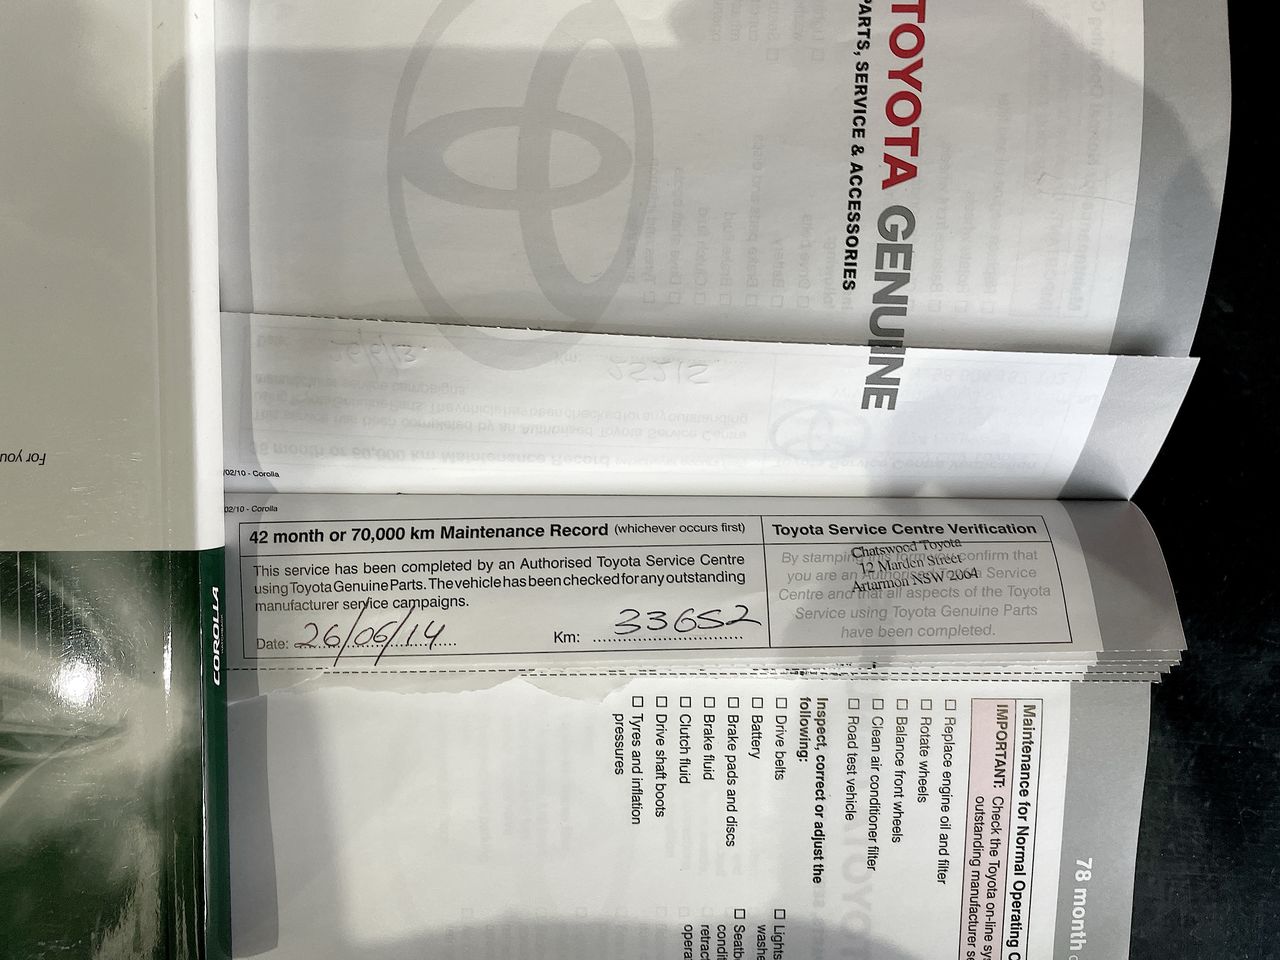 TOYOTA GENUINE
PARTS, SERVICE & ACCESSORIES
For you
02/10 - Corolla
02/10 - Corolla
COROLLA
42 month or 70,000 km Maintenance Record (whichever occurs first)
This service has been completed by an Authorised Toyota Service Centre
using Toyota Genuine Parts. The vehicle has been checked for any outstanding
manufacturer service campaigns.
Date: 26/06/14
Km: 33652
Toyota Service Centre Verification
By stamping this form you confirm that
you are an Authorised Toyota Service
Centre and that all aspects of the Toyota
Service using Toyota Genuine Parts
have been completed.
Chatswood Toyota
12 Marden Street
Artarmon NSW 2064
78 month
Maintenance for Normal Operating
IMPORTANT: Check the Toyota on-line
outstanding manufacturer
☐ Replace engine oil and filter
☐ Rotate wheels
☐ Balance front wheels
☐ Clean air conditioner filter
☐ Road test vehicle
Inspect, correct or adjust the
following:
☐ Drive belts
☐ Battery
☐ Brake pads and discs
☐ Brake fluid
☐ Clutch fluid
☐ Drive shaft boots
☐ Tyres and inflation
pressures
☐ Lights